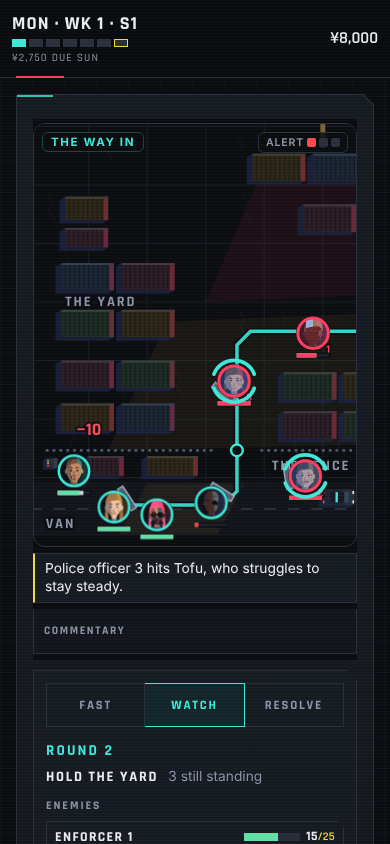 MON · WK 1 · S1
¥8,000
¥2,750 DUE SUN
THE WAY IN
ALERT
THE YARD
-10
VAN
Police officer 3 hits Tofu, who struggles to
stay steady.
COMMENTARY
FAST
WATCH
RESOLVE
ROUND 2
HOLD THE YARD 3 still standing
ENEMIES
ENFORCER 1
15/25